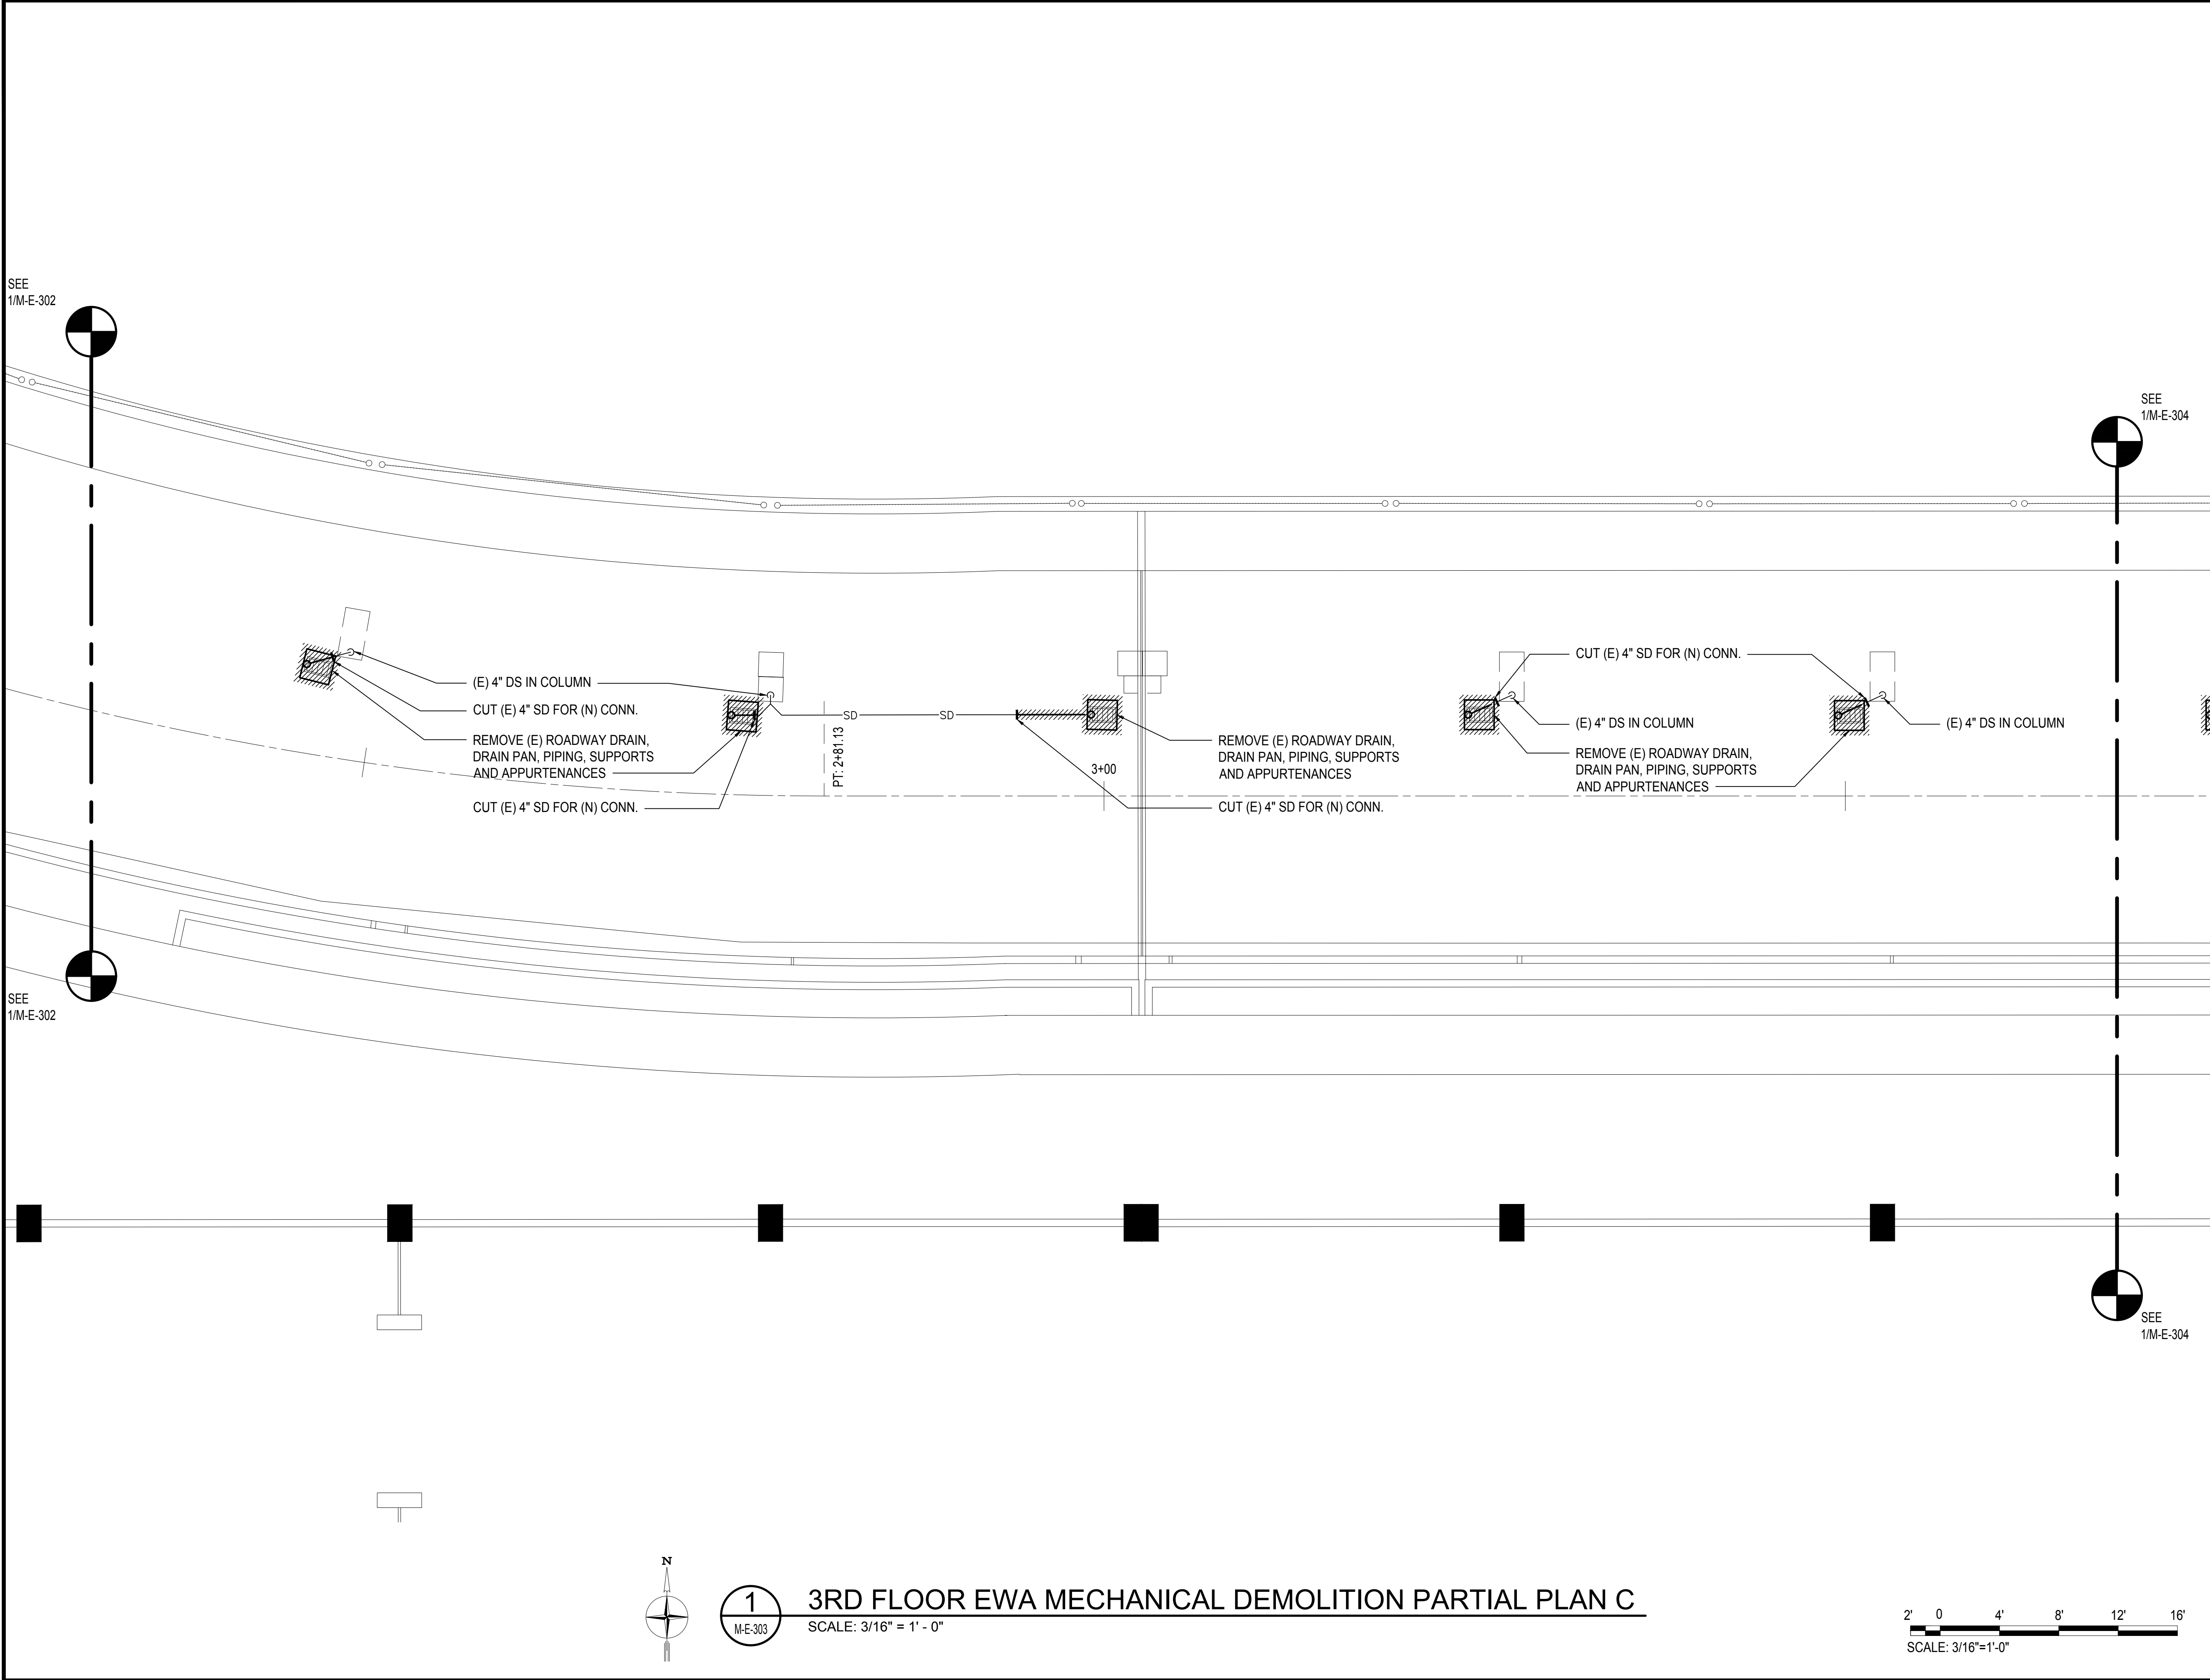 SEE
1/M-E-302
SEE
1/M-E-304
(E) 4" DS IN COLUMN
CUT (E) 4" SD FOR (N) CONN.
REMOVE (E) ROADWAY DRAIN,
DRAIN PAN, PIPING, SUPPORTS
AND APPURTENANCES
CUT (E) 4" SD FOR (N) CONN.
SD
SD
PT: 2+81.13
3+00
REMOVE (E) ROADWAY DRAIN,
DRAIN PAN, PIPING, SUPPORTS
AND APPURTENANCES
CUT (E) 4" SD FOR (N) CONN.
CUT (E) 4" SD FOR (N) CONN.
(E) 4" DS IN COLUMN
REMOVE (E) ROADWAY DRAIN,
DRAIN PAN, PIPING, SUPPORTS
AND APPURTENANCES
(E) 4" DS IN COLUMN
SEE
1/M-E-302
SEE
1/M-E-304
N
1
M-E-303
3RD FLOOR EWA MECHANICAL DEMOLITION PARTIAL PLAN C
SCALE: 3/16" = 1' - 0"
2' 0 4' 8' 12' 16'
SCALE: 3/16"=1'-0"